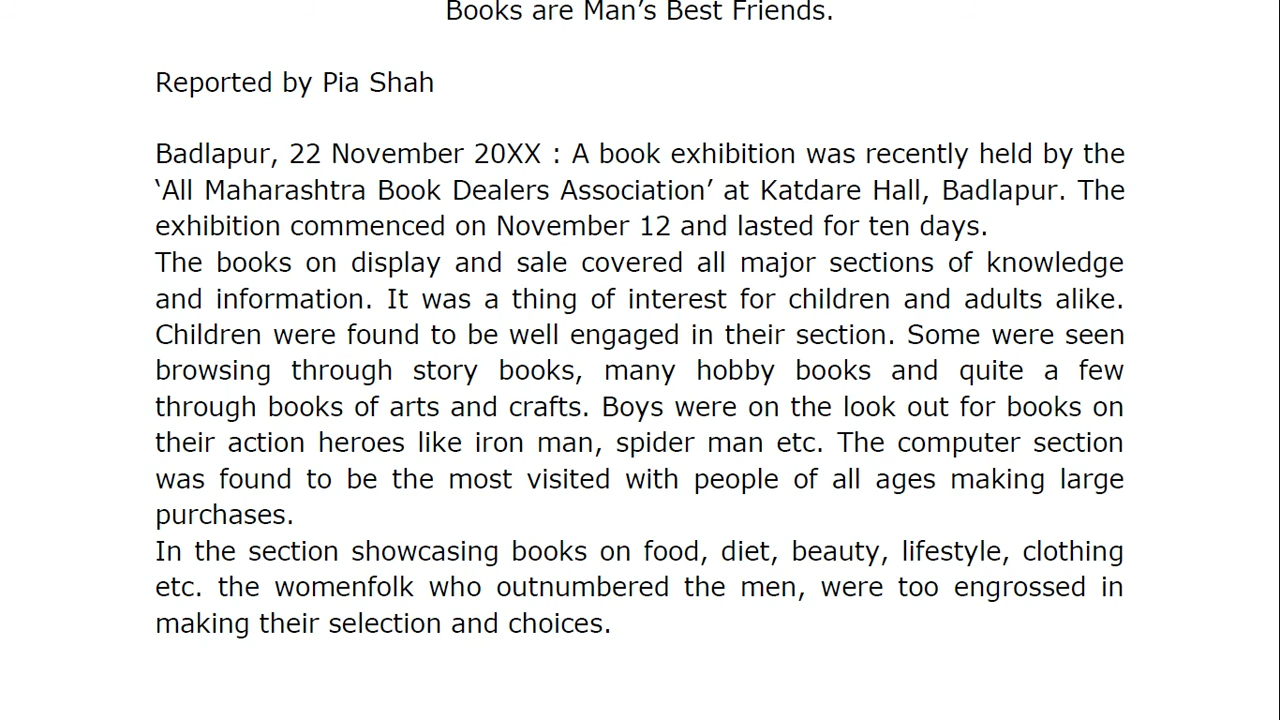 Books are Man’s Best Friends.
Reported by Pia Shah
Badlapur, 22 November 20XX : A book exhibition was recently held by the
‘All Maharashtra Book Dealers Association’ at Katdare Hall, Badlapur. The
exhibition commenced on November 12 and lasted for ten days.
The books on display and sale covered all major sections of knowledge
and information. It was a thing of interest for children and adults alike.
Children were found to be well engaged in their section. Some were seen
browsing through story books, many hobby books and quite a few
through books of arts and crafts. Boys were on the look out for books on
their action heroes like iron man, spider man etc. The computer section
was found to be the most visited with people of all ages making large
purchases.
In the section showcasing books on food, diet, beauty, lifestyle, clothing
etc. the womenfolk who outnumbered the men, were too engrossed in
making their selection and choices.